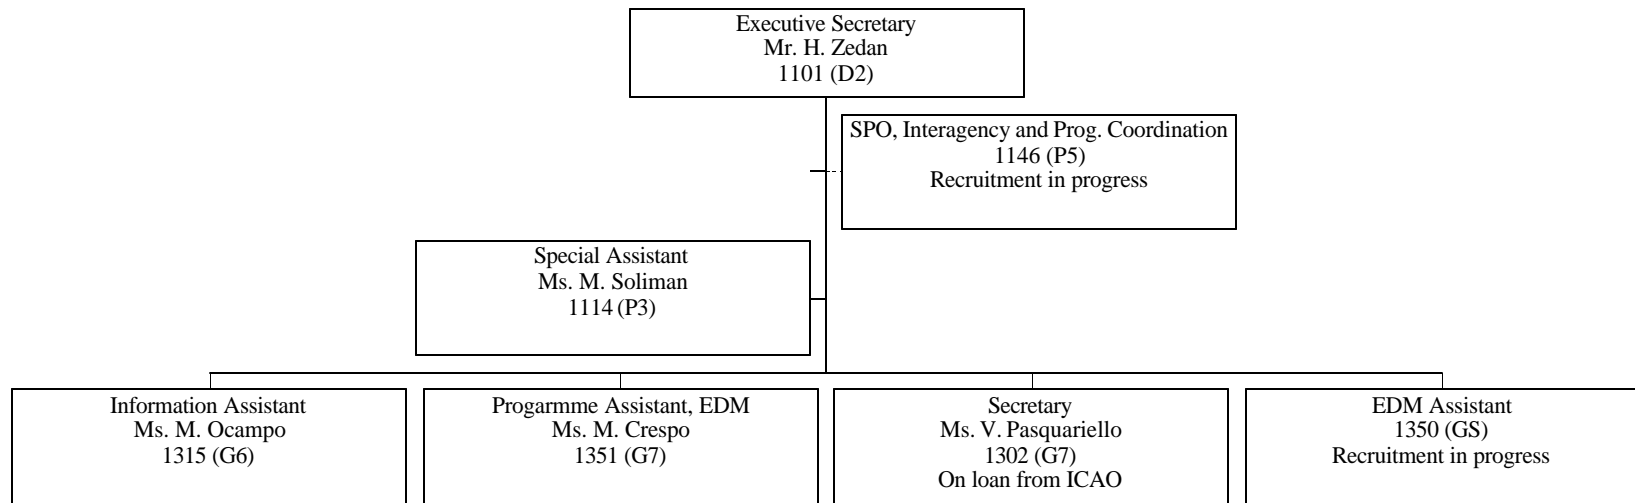 Executive Secretary
Mr. H. Zedan
1101 (D2)
SPO, Interagency and Prog. Coordination
1146 (P5)
Recruitment in progress
Special Assistant
Ms. M. Soliman
1114 (P3)
Information Assistant
Ms. M. Ocampo
1315 (G6)
Progarmme Assistant, EDM
Ms. M. Crespo
1351 (G7)
Secretary
Ms. V. Pasquariello
1302 (G7)
On loan from ICAO
EDM Assistant
1350 (GS)
Recruitment in progress